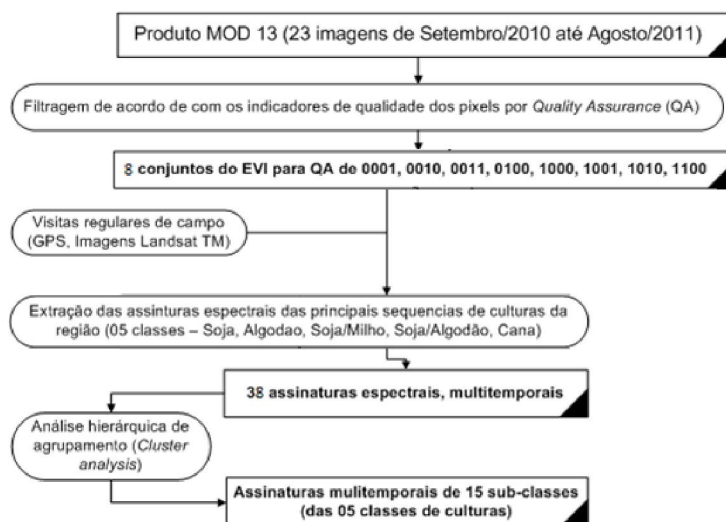 Produto MOD 13 (23 imagens de Setembro/2010 até Agosto/2011)
Filtragem de acordo de com os indicadores de qualidade dos pixels por Quality Assurance (QA)
8 conjuntos do EVI para QA de 0001, 0010, 0011, 0100, 1000, 1001, 1010, 1100
Visitas regulares de campo
(GPS, Imagens Landsat TM)
Extração das assinturas espectrais das principais sequencias de culturas da
região (05 classes – Soja, Algodao, Soja/Milho, Soja/Algodão, Cana)
38 assinaturas espectrais, multitemporais
Análise hierárquica de
agrupamento (Cluster
analysis)
Assinaturas mulitemporais de 15 sub-classes
(das 05 classes de culturas)